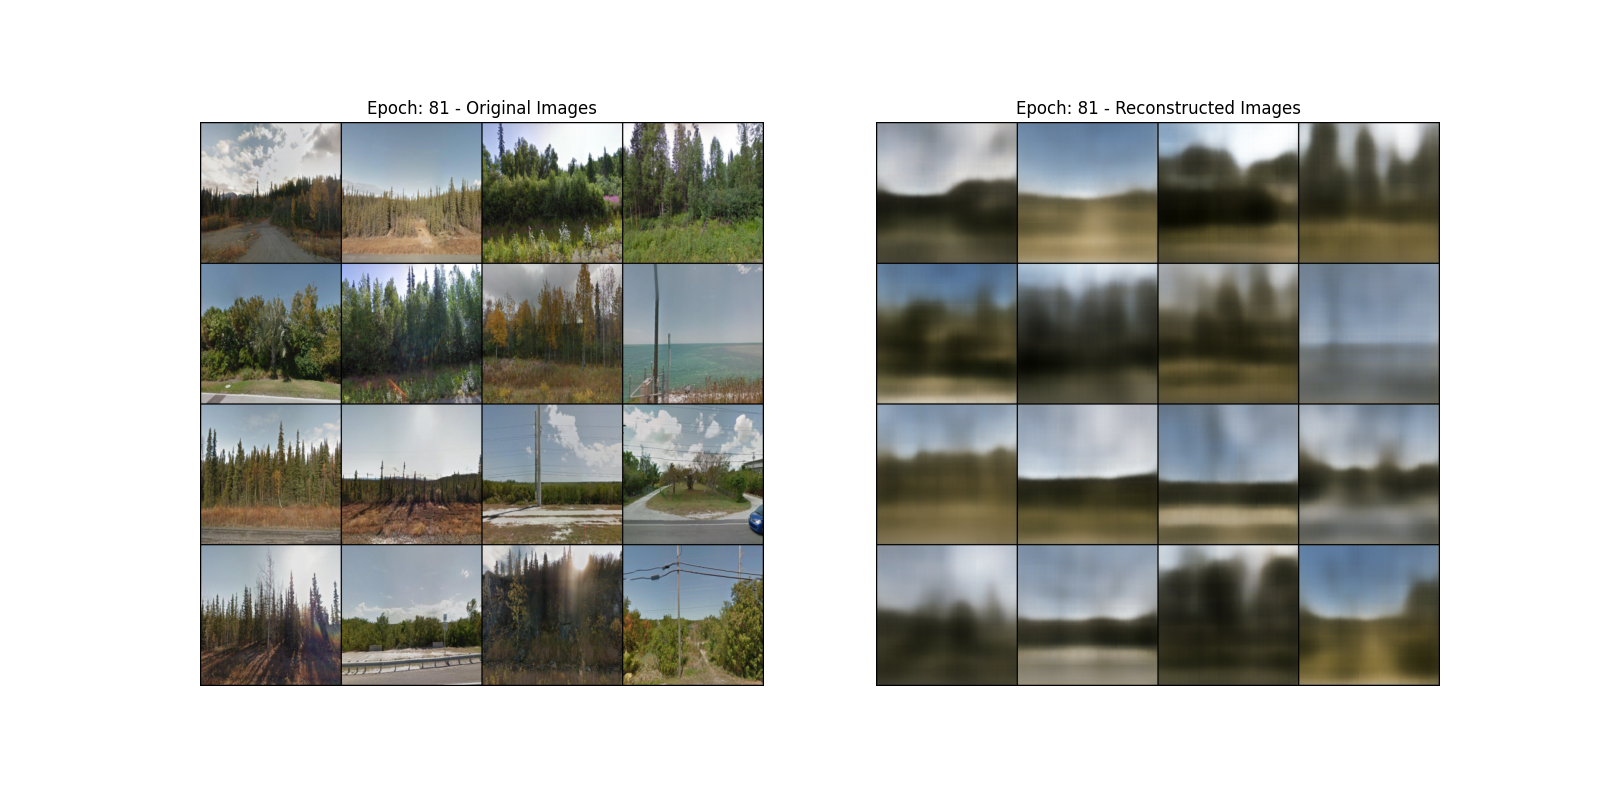 Epoch: 81 - Original Images
Epoch: 81 - Reconstructed Images